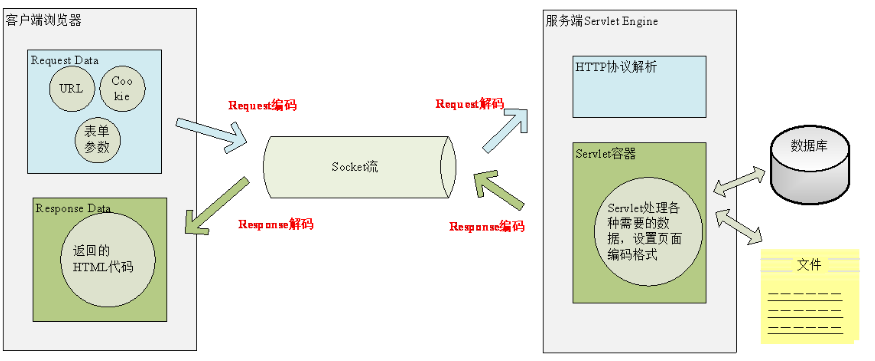 客户端浏览器
Request Data
URL
Coo
kie
表单
参数
Response Data
返回的
HTML代码
Request编码
Request解码
Socket流
Response解码
Response编码
服务端Servlet Engine
HTTP协议解析
Servlet容器
Servlet处理各
种需要的数
据，设置页面
编码格式
数据库
文件